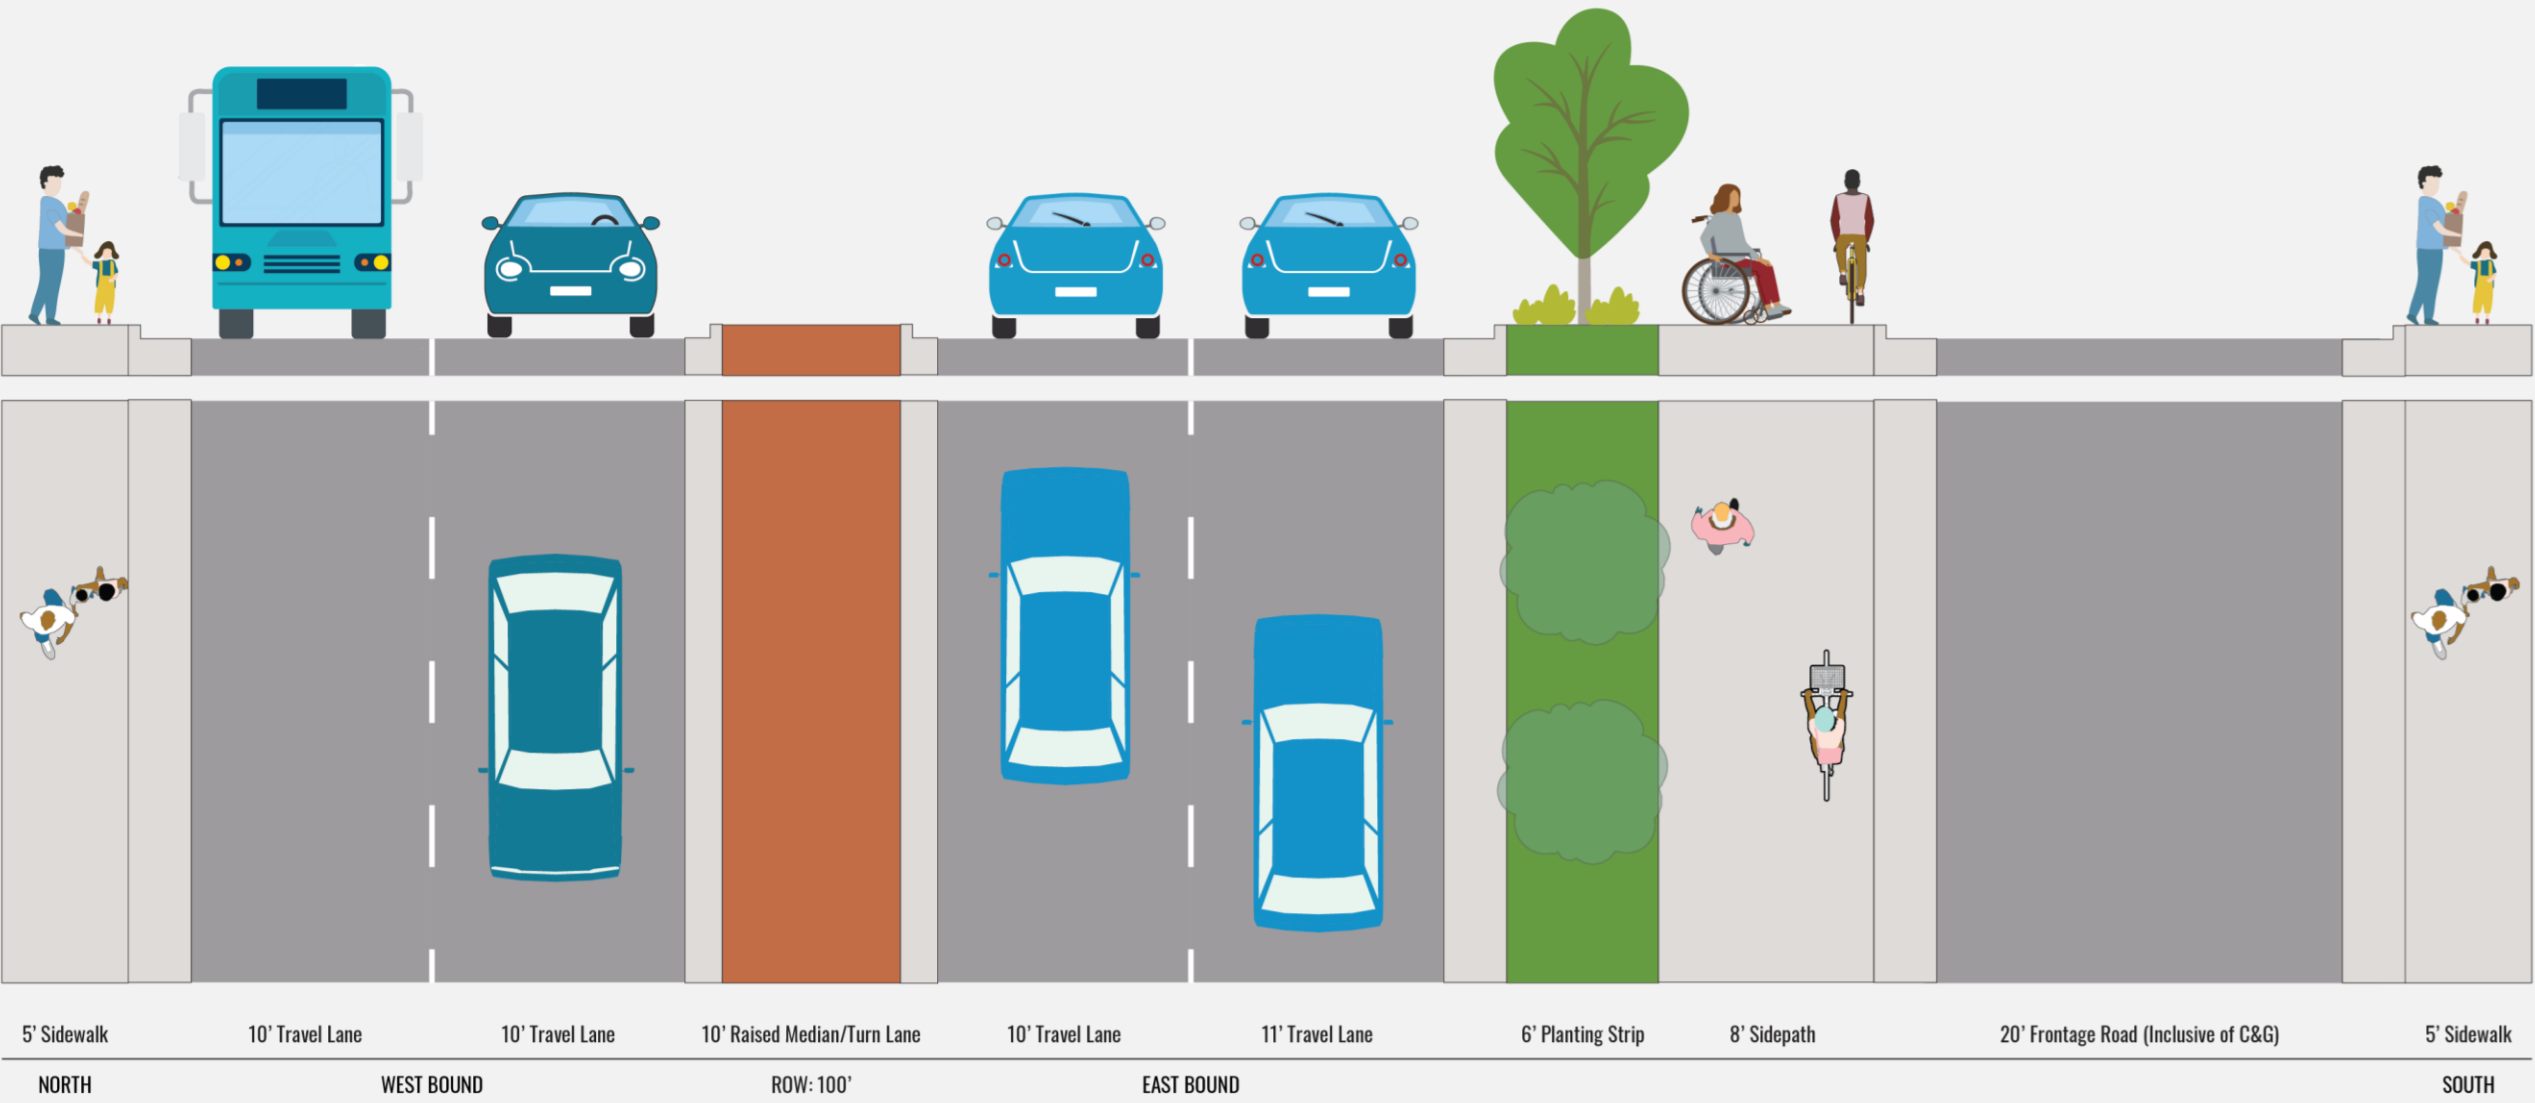 5’ Sidewalk
10’ Travel Lane
10’ Travel Lane
10’ Raised Median/Turn Lane
10’ Travel Lane
11’ Travel Lane
6’ Planting Strip
8’ Sidepath
20’ Frontage Road (Inclusive of C&G)
5’ Sidewalk
NORTH
WEST BOUND
ROW: 100’
EAST BOUND
SOUTH